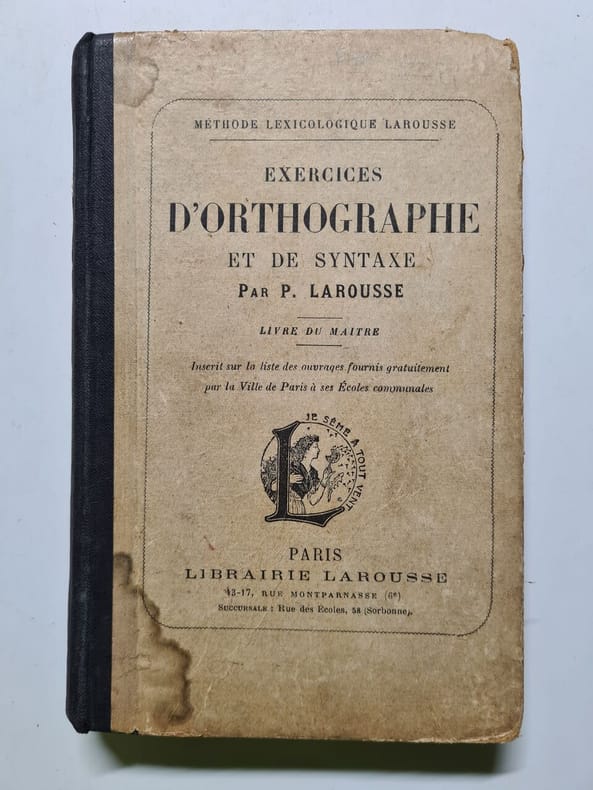 MÉTHODE LEXICOLOGIQUE LAROUSSE
EXERCICES
D'ORTHOGRAPHE
ET DE SYNTAXE
PAR P. LAROUSSE
LIVRE DU MAITRE
Inscrit sur la liste des ouvrages fournis gratuitement
par la Ville de Paris à ses Écoles communales
JE SÈME À TOUT VENT
L
PARIS
LIBRAIRIE LAROUSSE
13-17, RUE MONTPARNASSE (6e)
SUCCURSALE : Rue des Écoles, 58 (Sorbonne).